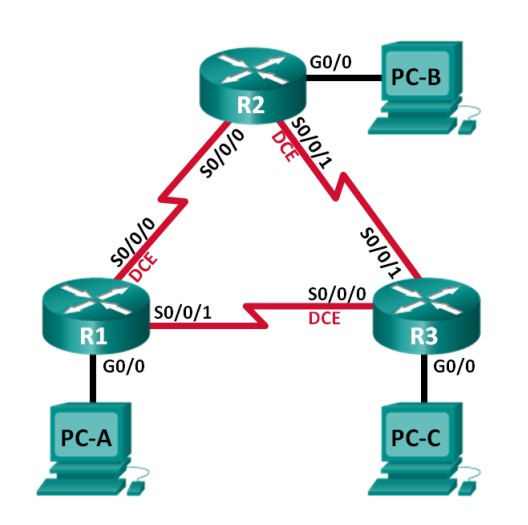 G0/0
PC-B
R2
S0/0/0
S0/0/1
DCE
S0/0/0
DCE
S0/0/1
R1
S0/0/1
S0/0/0
DCE
R3
G0/0
G0/0
PC-A
PC-C